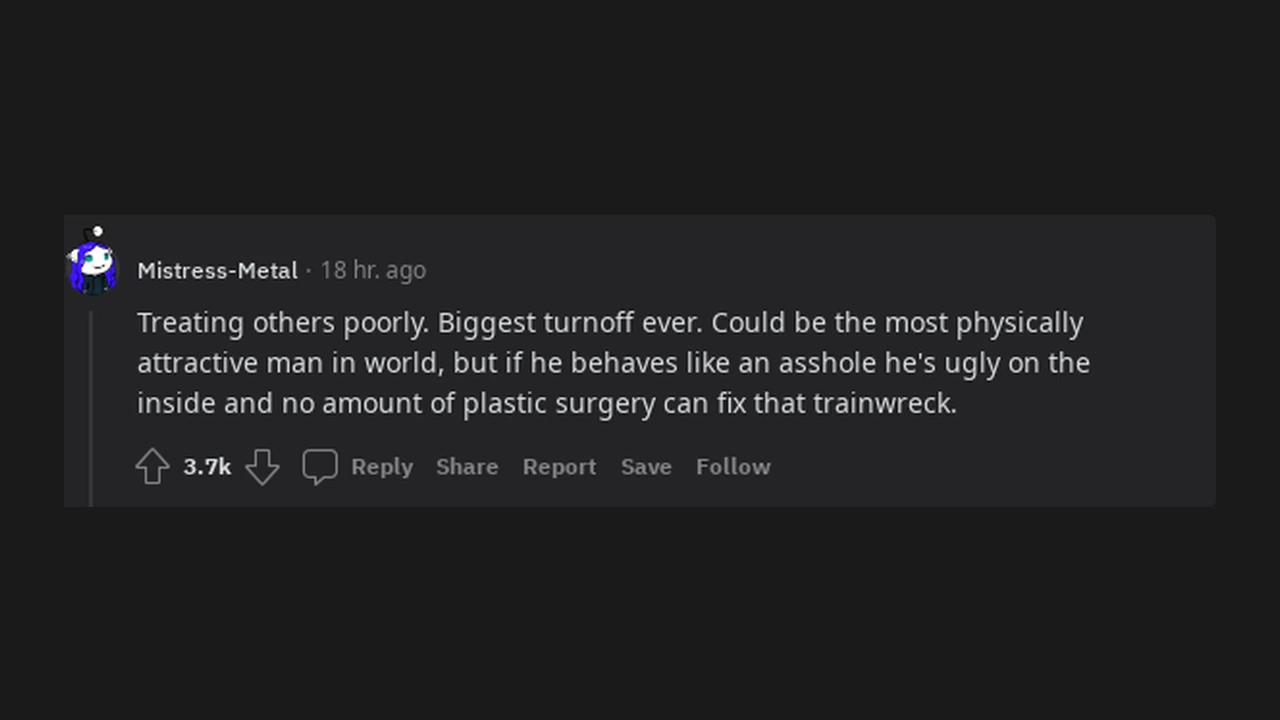 Mistress-Metal · 18 hr. ago
Treating others poorly. Biggest turnoff ever. Could be the most physically
attractive man in world, but if he behaves like an asshole he's ugly on the
inside and no amount of plastic surgery can fix that trainwreck.
3.7k Reply Share Report Save Follow